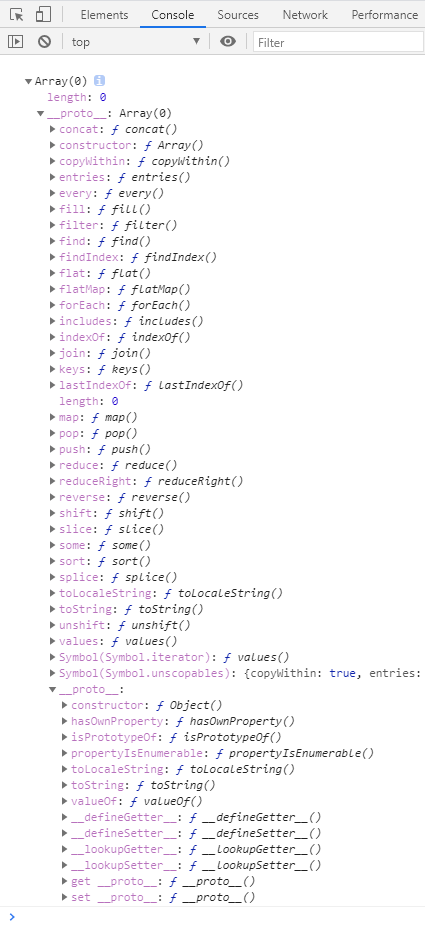 Elements Console Sources Network Performance
top Filter
Array(0) i
length: 0
__proto__: Array(0)
concat: ƒ concat()
constructor: ƒ Array()
copyWithin: ƒ copyWithin()
entries: ƒ entries()
every: ƒ every()
fill: ƒ fill()
filter: ƒ filter()
find: ƒ find()
findIndex: ƒ findIndex()
flat: ƒ flat()
flatMap: ƒ flatMap()
forEach: ƒ forEach()
includes: ƒ includes()
indexOf: ƒ indexOf()
join: ƒ join()
keys: ƒ keys()
lastIndexOf: ƒ lastIndexOf()
length: 0
map: ƒ map()
pop: ƒ pop()
push: ƒ push()
reduce: ƒ reduce()
reduceRight: ƒ reduceRight()
reverse: ƒ reverse()
shift: ƒ shift()
slice: ƒ slice()
some: ƒ some()
sort: ƒ sort()
splice: ƒ splice()
toLocaleString: ƒ toLocaleString()
toString: ƒ toString()
unshift: ƒ unshift()
values: ƒ values()
Symbol(Symbol.iterator): ƒ values()
Symbol(Symbol.unscopables): {copyWithin: true, entries:
__proto__:
constructor: ƒ Object()
hasOwnProperty: ƒ hasOwnProperty()
isPrototypeOf: ƒ isPrototypeOf()
propertyIsEnumerable: ƒ propertyIsEnumerable()
toLocaleString: ƒ toLocaleString()
toString: ƒ toString()
valueOf: ƒ valueOf()
__defineGetter__: ƒ __defineGetter__()
__defineSetter__: ƒ __defineSetter__()
__lookupGetter__: ƒ __lookupGetter__()
__lookupSetter__: ƒ __lookupSetter__()
get __proto__: ƒ __proto__()
set __proto__: ƒ __proto__()